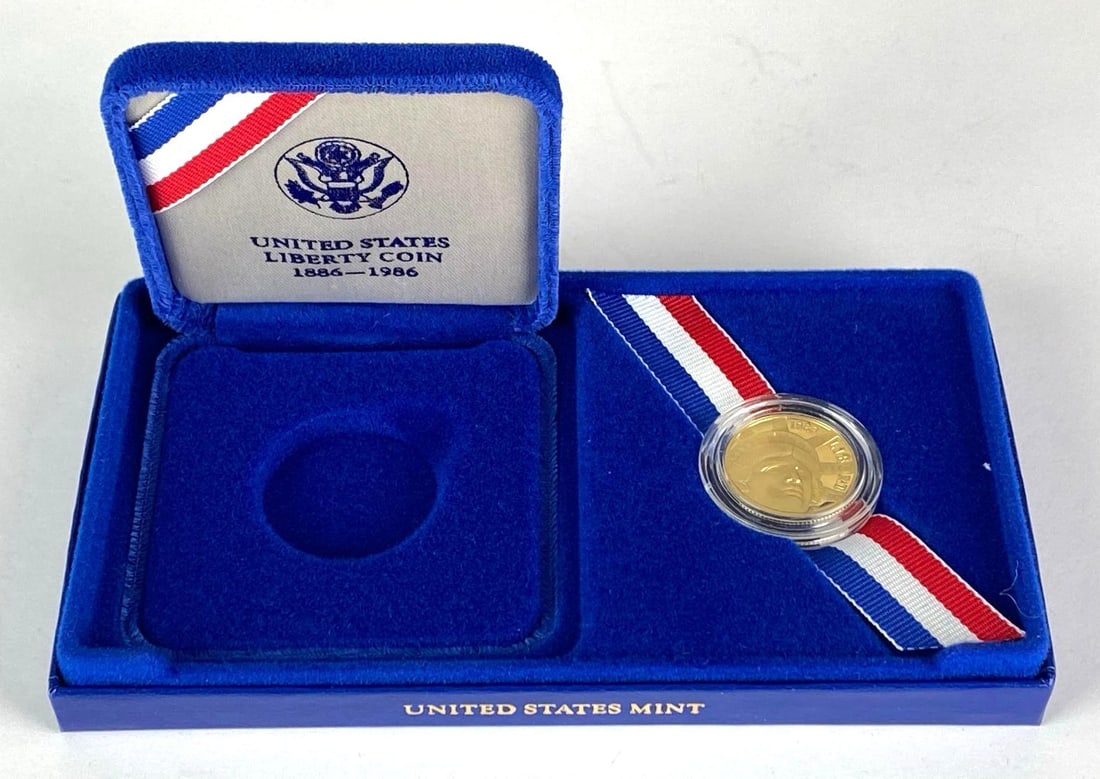 UNITED STATES
LIBERTY COIN
1886—1986
UNITED STATES MINT